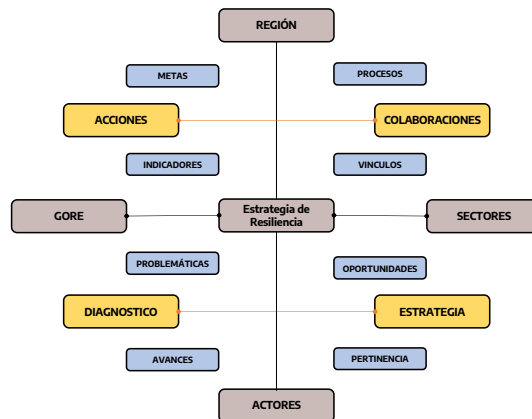 REGIÓN
METAS
PROCESOS
ACCIONES
COLABORACIONES
INDICADORES
VINCULOS
GORE
Estrategia de
Resiliencia
SECTORES
PROBLEMÁTICAS
OPORTUNIDADES
DIAGNOSTICO
ESTRATEGIA
AVANCES
PERTINENCIA
ACTORES